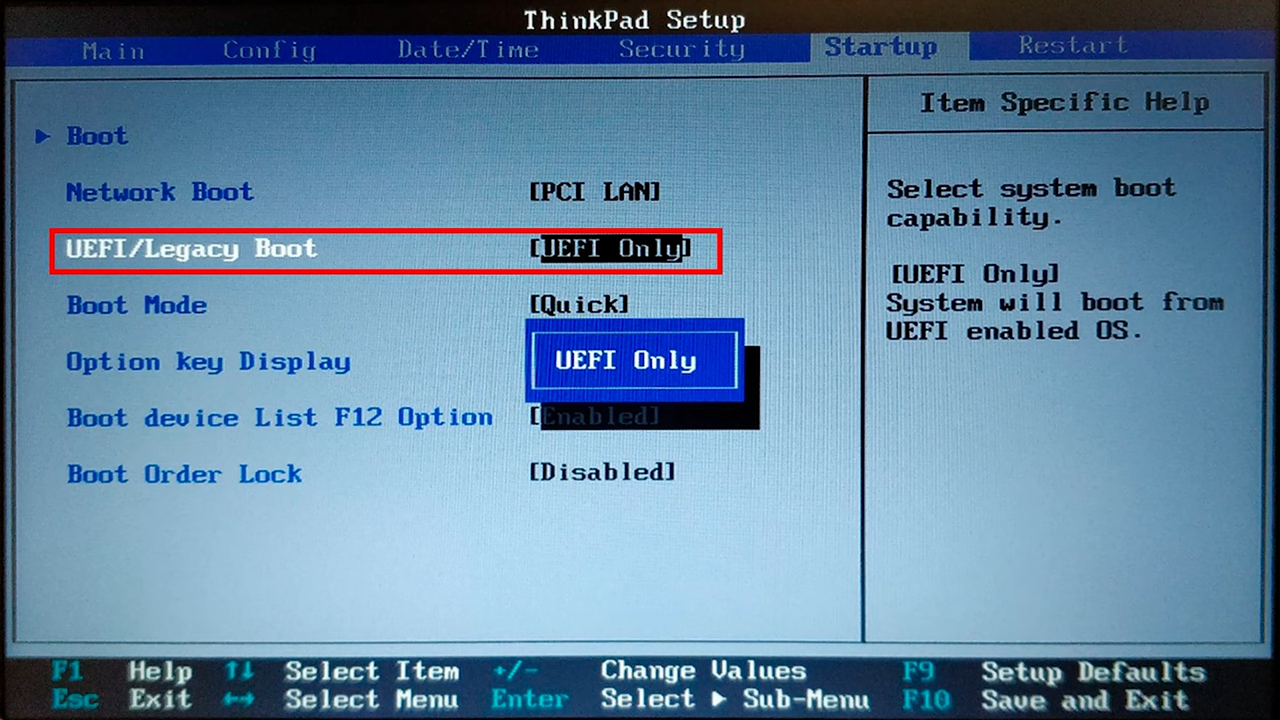 ThinkPad Setup
Main Config Date/Time Security Startup Restart
Boot
Network Boot [PCI LAN]
UEFI/Legacy Boot [UEFI Only]
Boot Mode [Quick]
Option key Display
UEFI Only
Boot device List F12 Option [Enabled]
Boot Order Lock [Disabled]
Item Specific Help
Select system boot
capability.
[UEFI Only]
System will boot from
UEFI enabled OS.
F1 Help ↑↓ Select Item +/- Change Values F9 Setup Defaults
Esc Exit ↔ Select Menu Enter Select ▶ Sub-Menu F10 Save and Exit